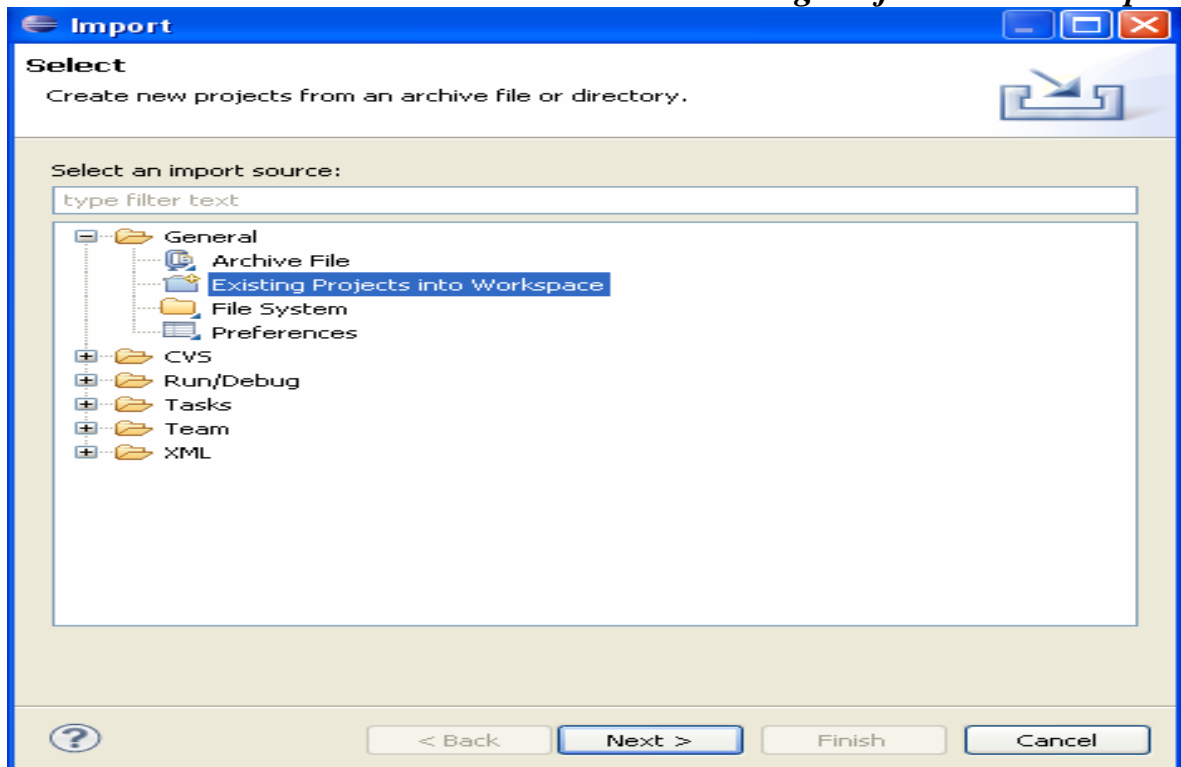 Import
Select
Create new projects from an archive file or directory.
Select an import source:
type filter text
General
Archive File
Existing Projects into Workspace
File System
Preferences
CVS
Run/Debug
Tasks
Team
XML
? < Back Next > Finish Cancel